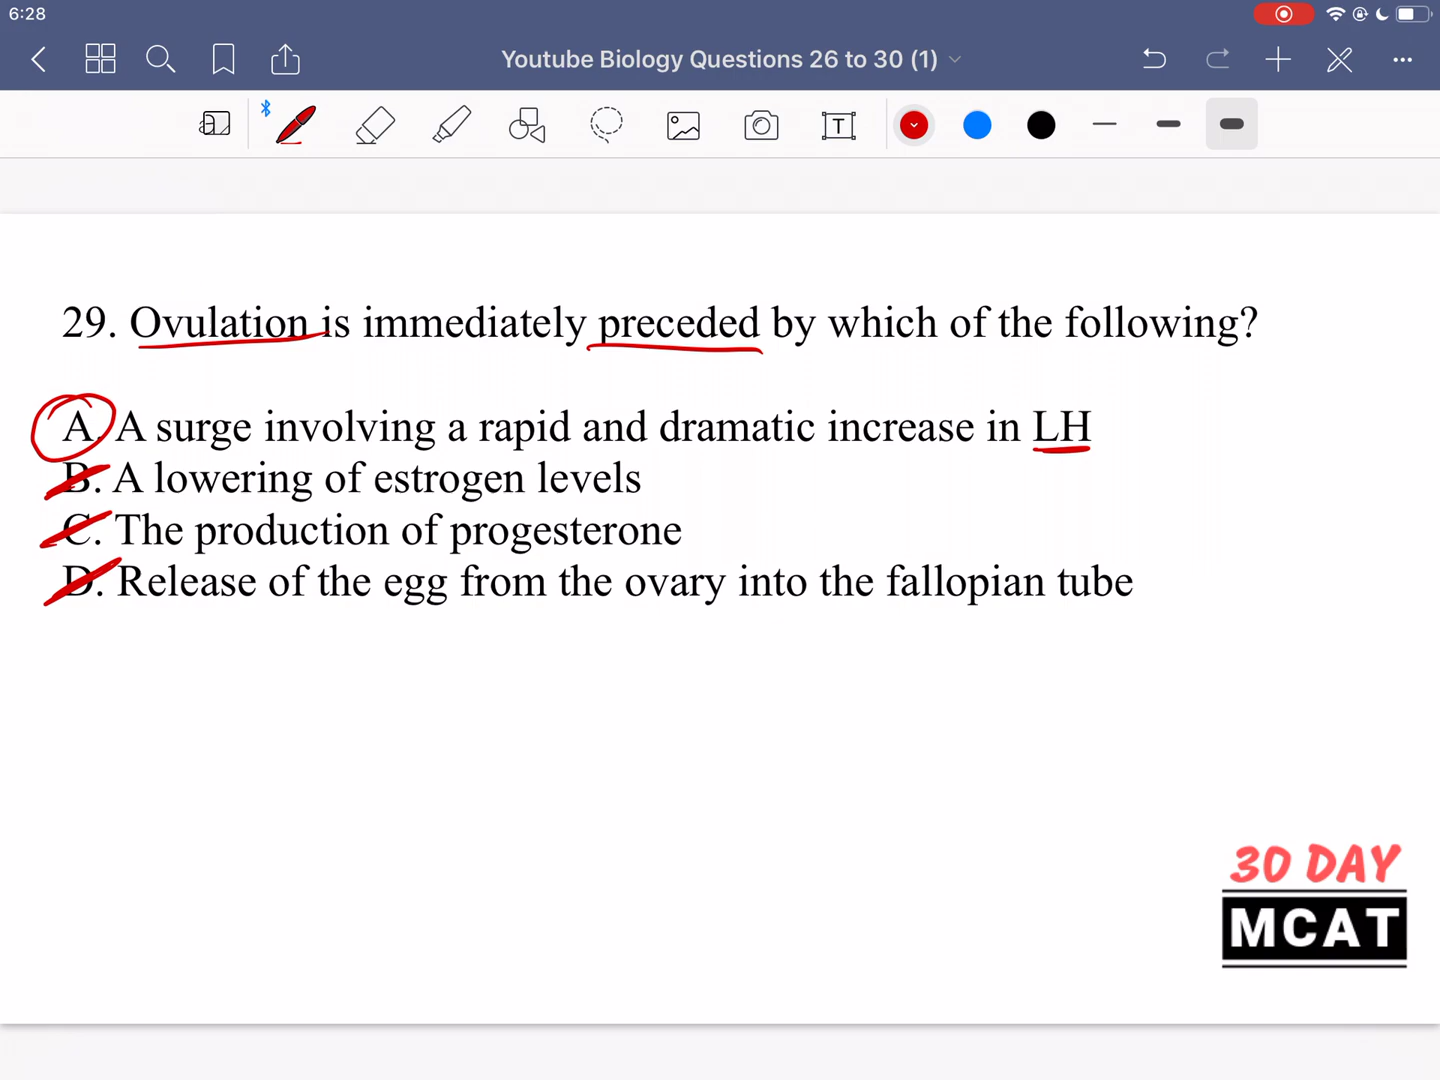 6:28
Youtube Biology Questions 26 to 30 (1)
T
29. Ovulation is immediately preceded by which of the following?
A. A surge involving a rapid and dramatic increase in LH
B. A lowering of estrogen levels
C. The production of progesterone
D. Release of the egg from the ovary into the fallopian tube
30 DAY
MCAT